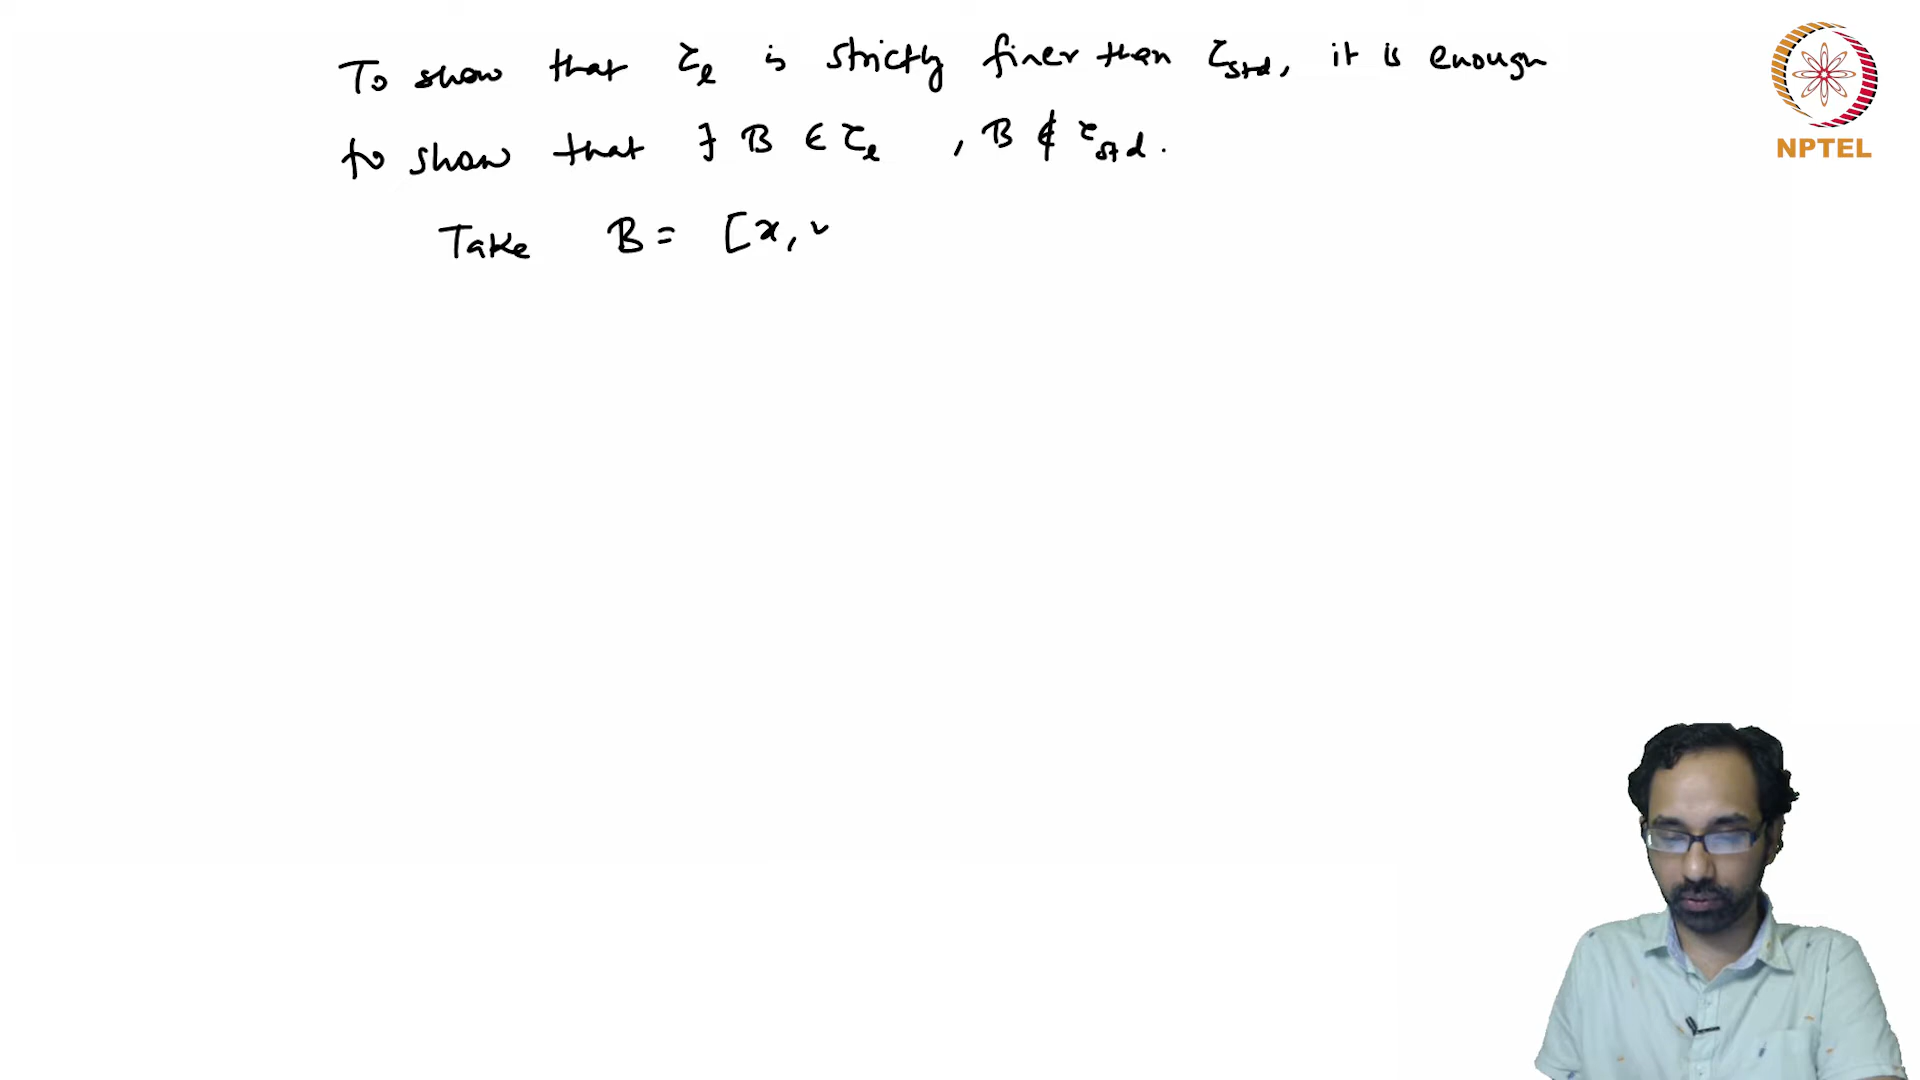 To show that τ_l is strictly finer than τ_std, it is enough
to show that ∃ B ∈ τ_l , B ∉ τ_std.
Take B = [x,
NPTEL